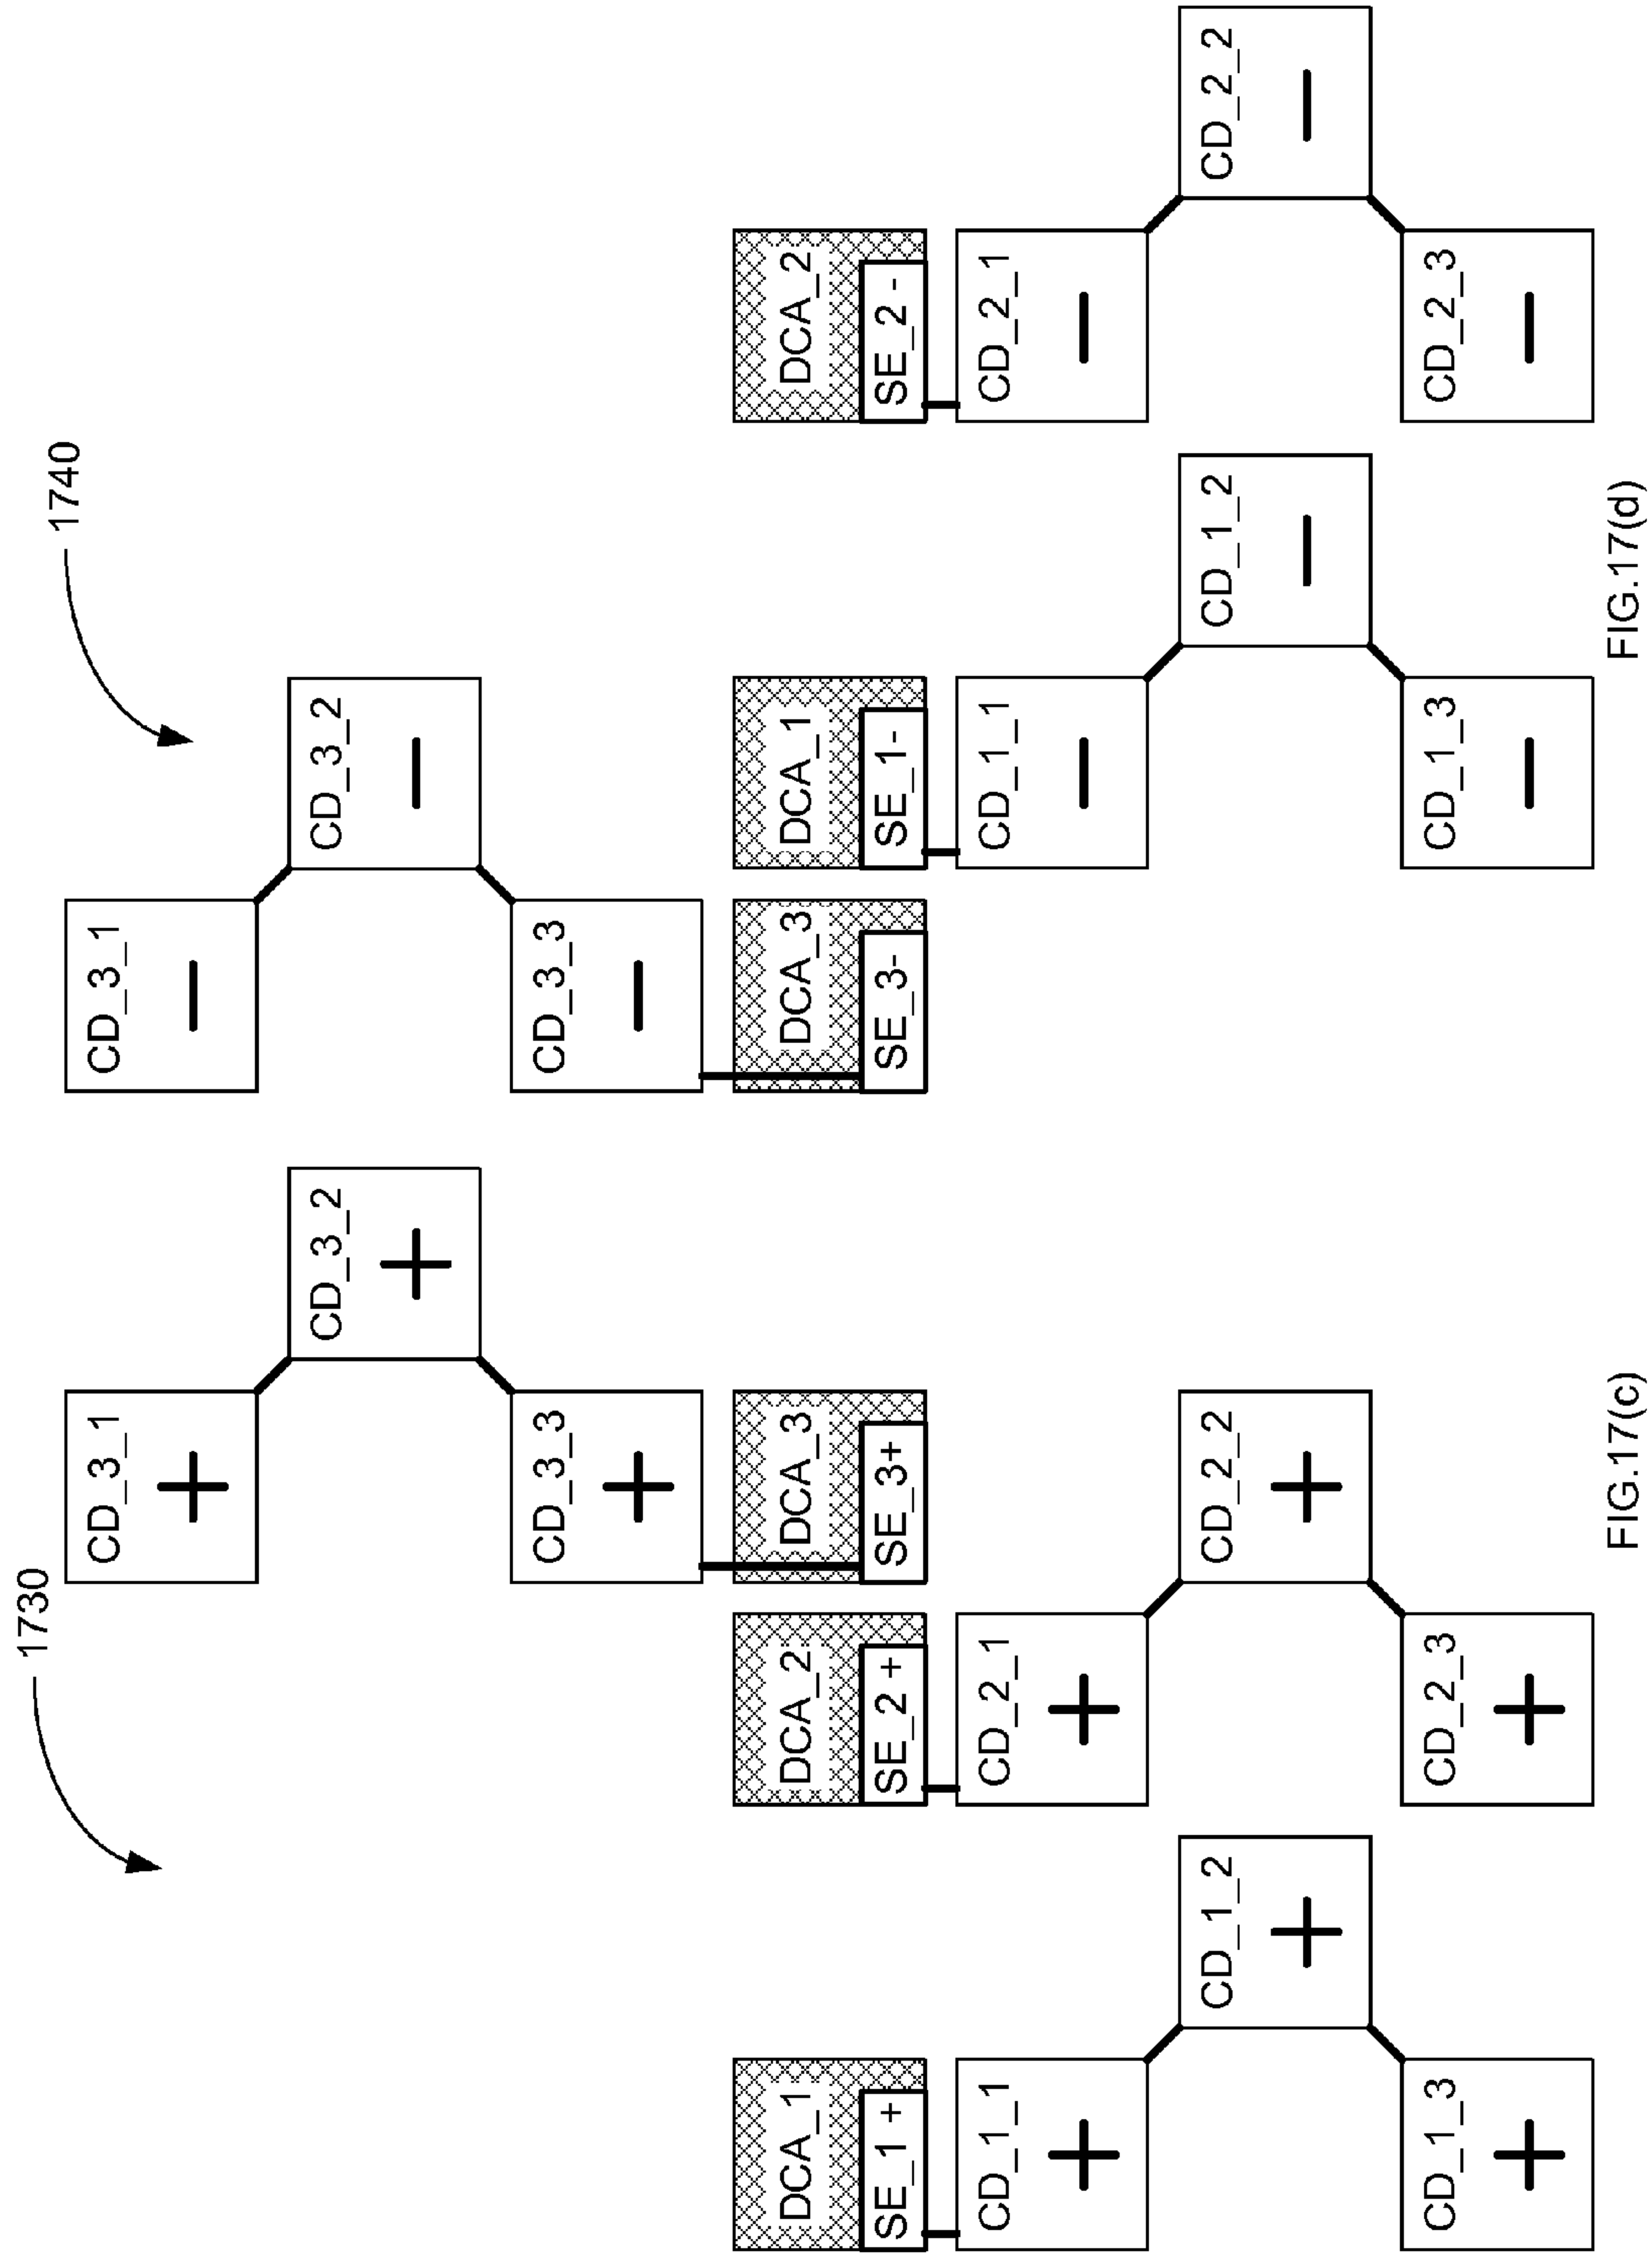 1730
CD_3_1
+
CD_3_2
+
CD_3_3
+
DCA_1
DCA_2
DCA_3
SE_1 +
SE_2 +
SE_3+
CD_1_1
+
CD_2_1
+
CD_1_2
+
CD_2_2
+
CD_1_3
+
CD_2_3
+
FIG.17(c)
1740
CD_3_1
−
CD_3_2
−
CD_3_3
−
DCA_3
DCA_1
DCA_2
SE_3-
SE_1-
SE_2 -
CD_1_1
−
CD_2_1
−
CD_1_2
−
CD_2_2
−
CD_1_3
−
CD_2_3
−
FIG.17(d)